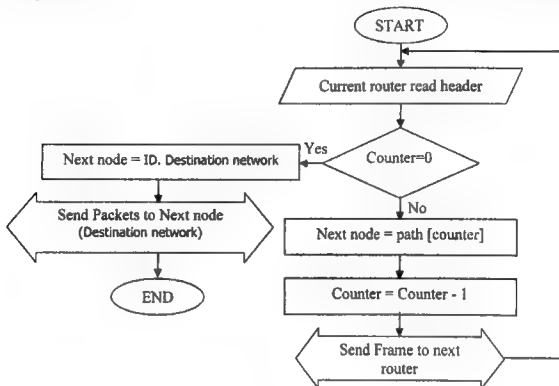 START
Current router read header
Counter=0
Yes
Next node = ID. Destination network
Send Packets to Next node
(Destination network)
END
No
Next node = path [counter]
Counter = Counter - 1
Send Frame to next
router